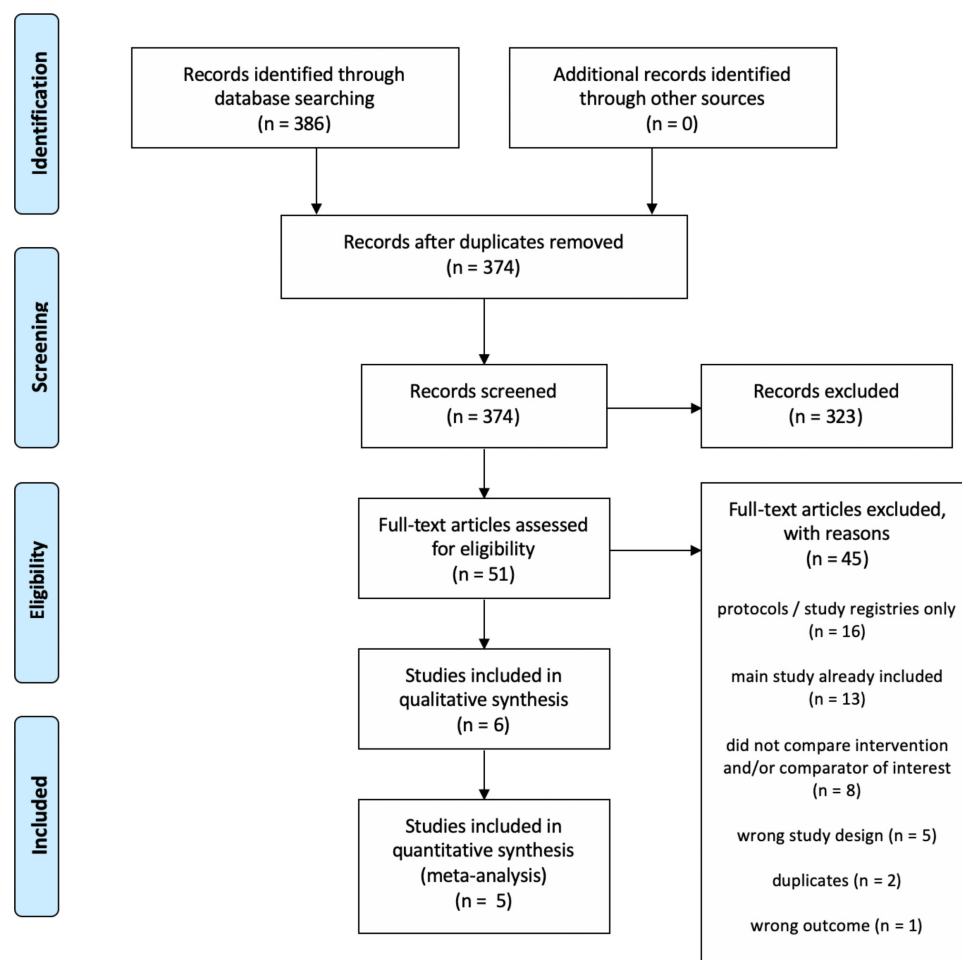 Identification
Records identified through
database searching
(n = 386)
Additional records identified
through other sources
(n = 0)
Records after duplicates removed
(n = 374)
Screening
Records screened
(n = 374)
Records excluded
(n = 323)
Eligibility
Full-text articles assessed
for eligibility
(n = 51)
Full-text articles excluded,
with reasons
(n = 45)
protocols / study registries only
(n = 16)
main study already included
(n = 13)
did not compare intervention
and/or comparator of interest
(n = 8)
wrong study design (n = 5)
duplicates (n = 2)
wrong outcome (n = 1)
Studies included in
qualitative synthesis
(n = 6)
Included
Studies included in
quantitative synthesis
(meta-analysis)
(n =  5)